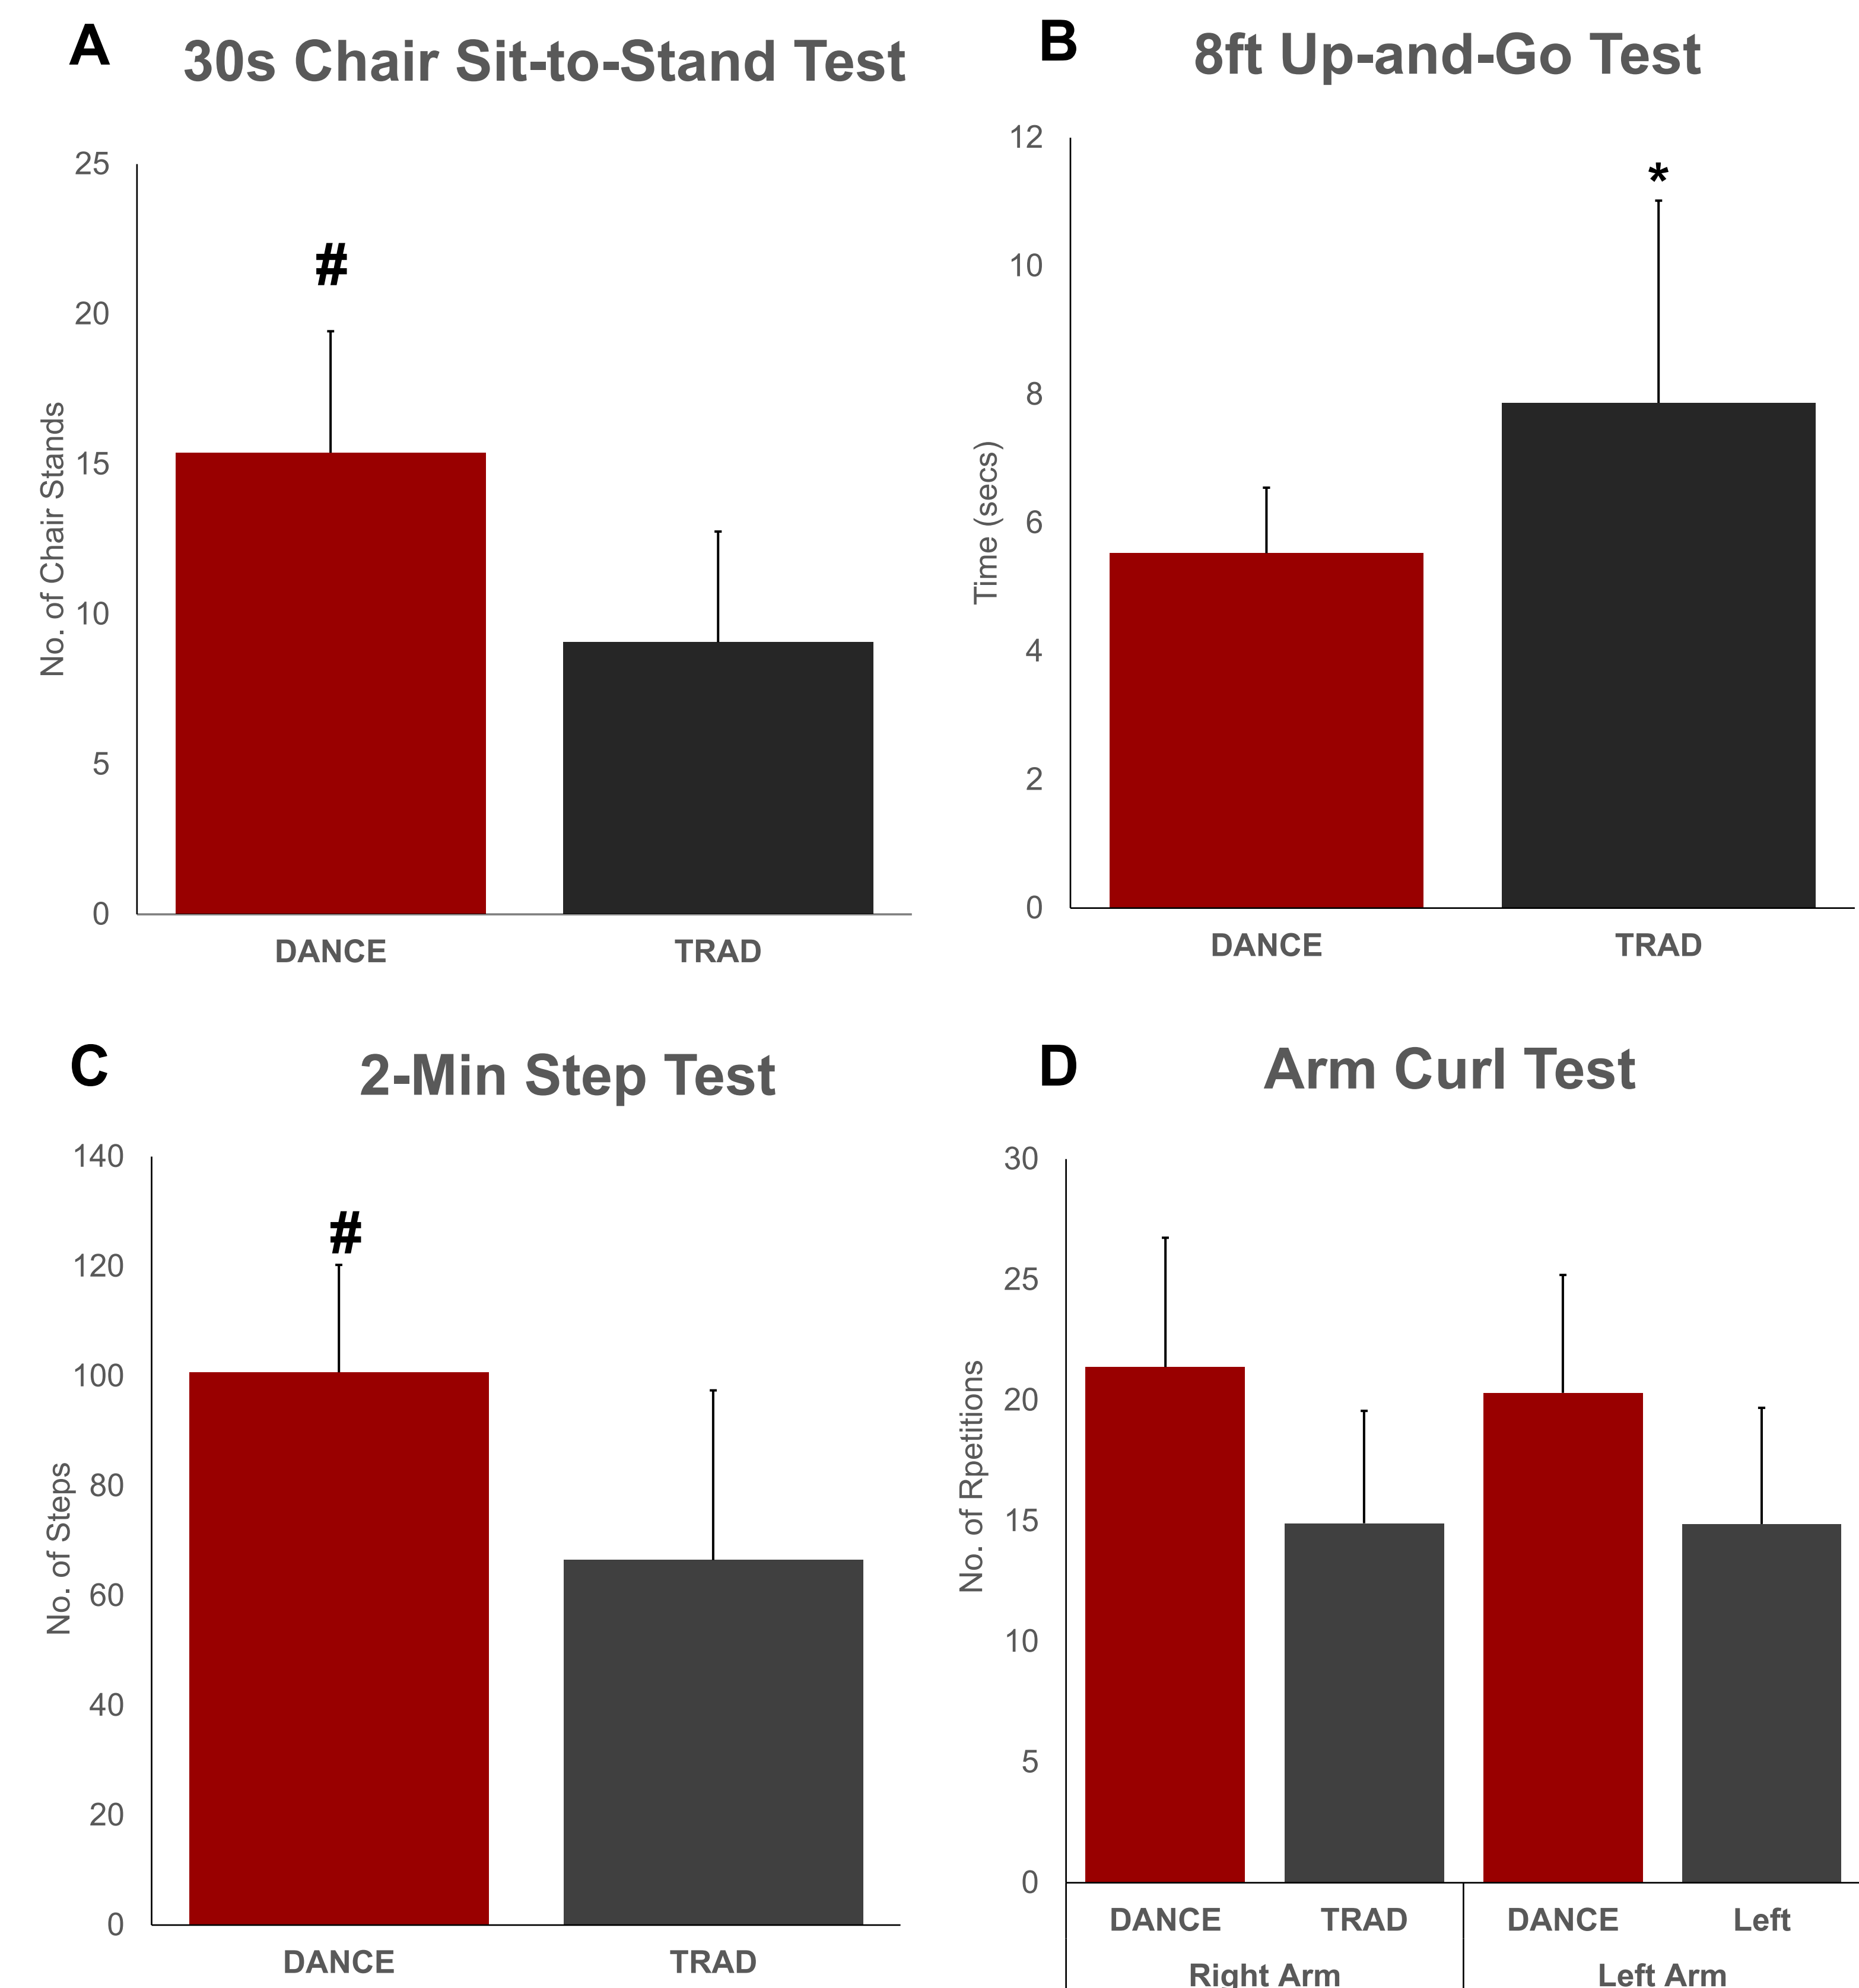 A
30s Chair Sit-to-Stand Test
25
20
15
10
5
0
No. of Chair Stands
#
DANCE
TRAD
B
8ft Up-and-Go Test
12
10
8
6
4
2
0
Time (secs)
*
DANCE
TRAD
C
2-Min Step Test
140
120
100
80
60
40
20
0
No. of Steps
#
DANCE
TRAD
D
Arm Curl Test
30
25
20
15
10
5
0
No. of Rpetitions
DANCE
TRAD
DANCE
Left
Right Arm
Left Arm